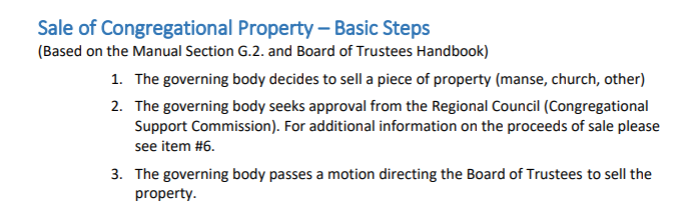 Sale of Congregational Property – Basic Steps
(Based on the Manual Section G.2. and Board of Trustees Handbook)
1. The governing body decides to sell a piece of property (manse, church, other)
2. The governing body seeks approval from the Regional Council (Congregational
Support Commission). For additional information on the proceeds of sale please
see item #6.
3. The governing body passes a motion directing the Board of Trustees to sell the
property.